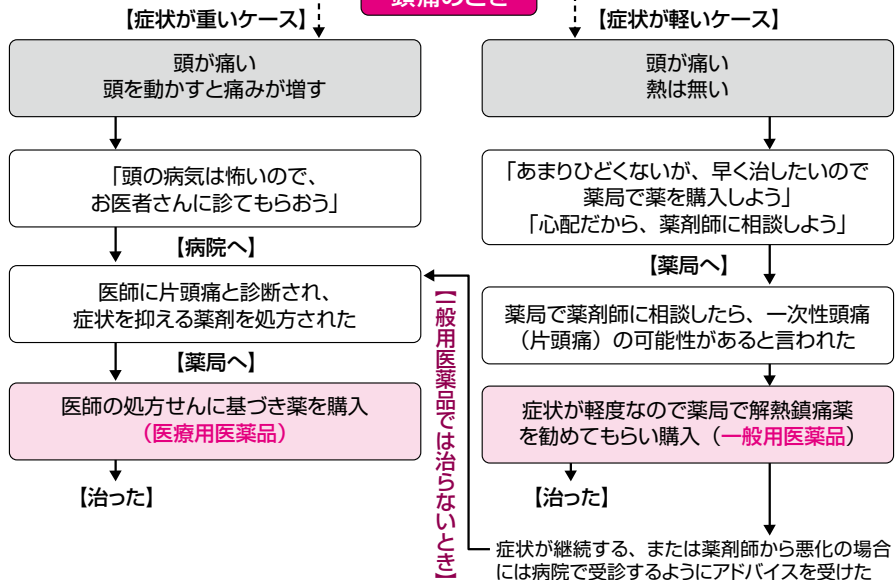 頭痛のとき
【症状が重いケース】
頭が痛い
頭を動かすと痛みが増す
「頭の病気は怖いので、
お医者さんに診てもらおう」
【病院へ】
医師に片頭痛と診断され、
症状を抑える薬剤を処方された
【薬局へ】
医師の処方せんに基づき薬を購入
（医療用医薬品）
【治った】
【症状が軽いケース】
頭が痛い
熱は無い
「あまりひどくないが、早く治したいので
薬局で薬を購入しよう」
「心配だから、薬剤師に相談しよう」
【薬局へ】
薬局で薬剤師に相談したら、一次性頭痛
（片頭痛）の可能性があると言われた
症状が軽度なので薬局で解熱鎮痛薬
を勧めてもらい購入（一般用医薬品）
【治った】
症状が継続する、または薬剤師から悪化の場合
には病院で受診するようにアドバイスを受けた
【一般用医薬品では治らないとき】